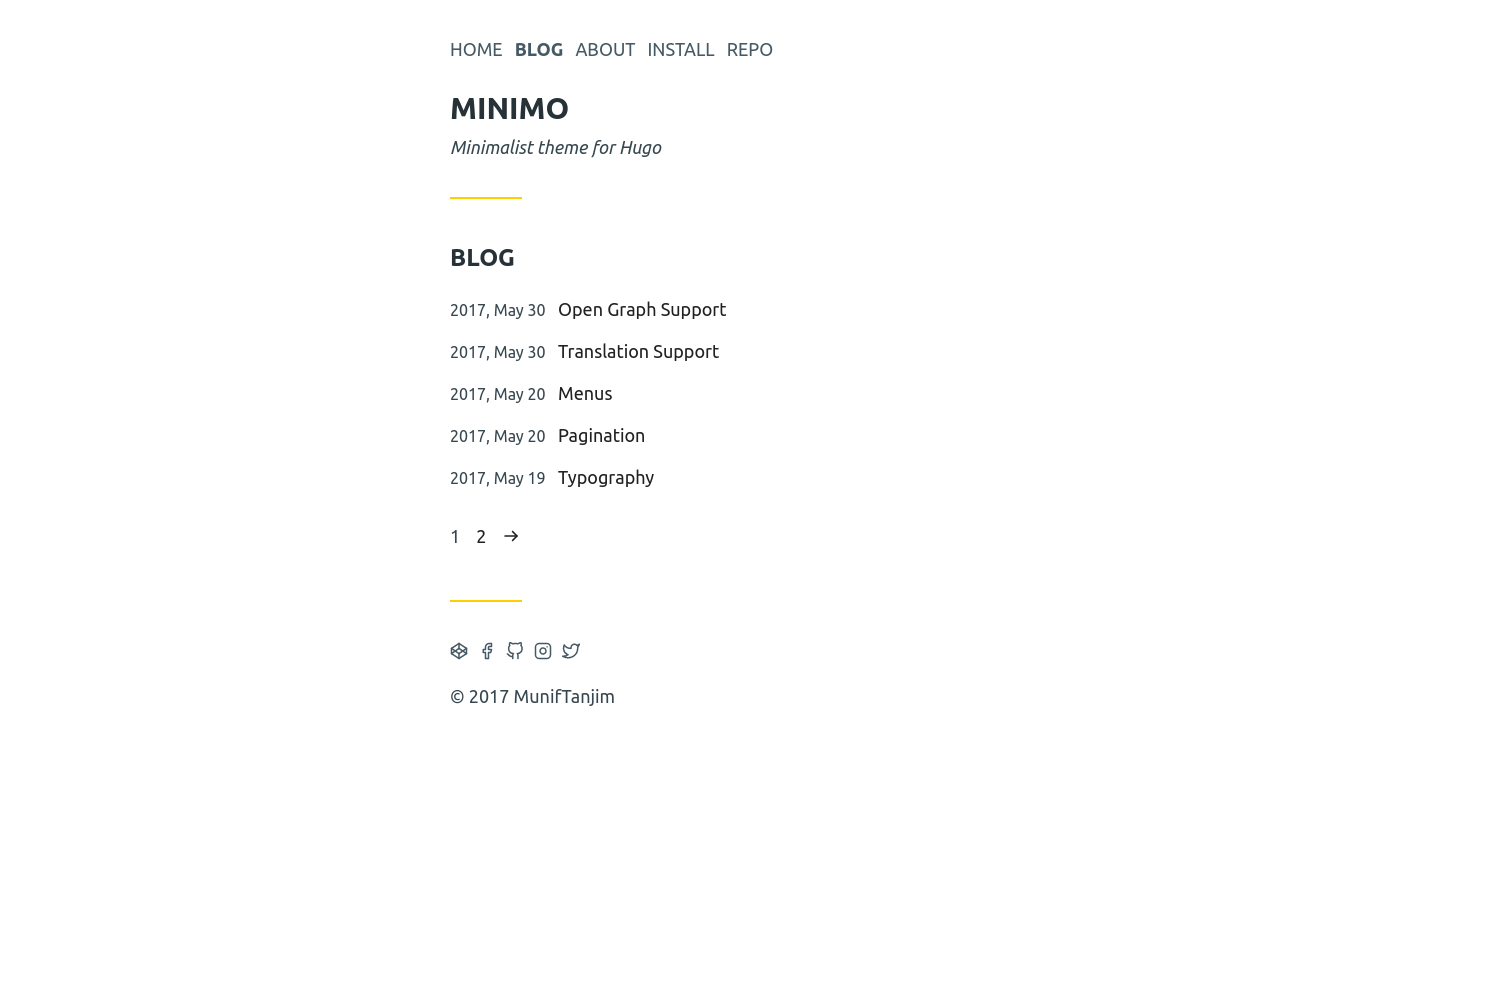 HOME BLOG ABOUT INSTALL REPO
MINIMO
Minimalist theme for Hugo
BLOG
2017, May 30 Open Graph Support
2017, May 30 Translation Support
2017, May 20 Menus
2017, May 20 Pagination
2017, May 19 Typography
1 2 →
© 2017 MunifTanjim